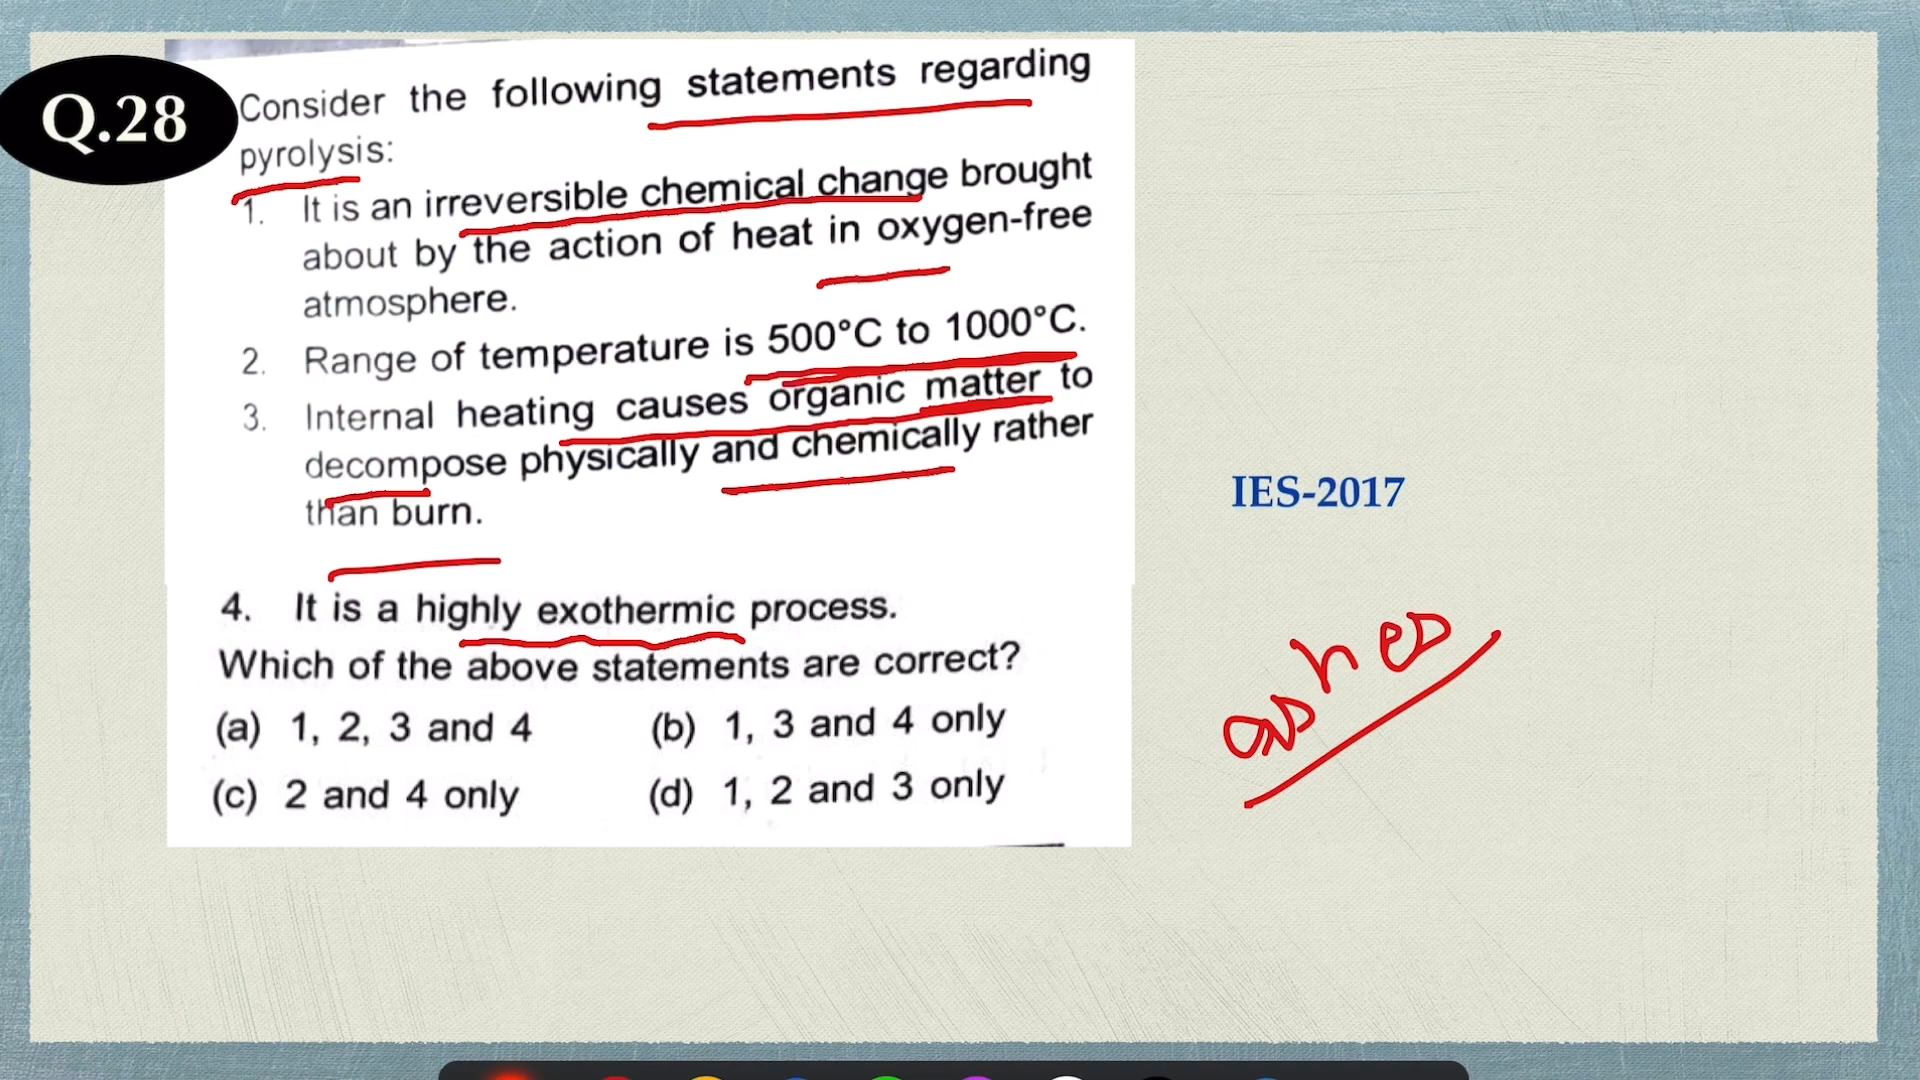 Q.28
Consider the following statements regarding
pyrolysis:
1. It is an irreversible chemical change brought
about by the action of heat in oxygen-free
atmosphere.
2. Range of temperature is 500°C to 1000°C.
3. Internal heating causes organic matter to
decompose physically and chemically rather
than burn.
4. It is a highly exothermic process.
Which of the above statements are correct?
(a) 1, 2, 3 and 4 (b) 1, 3 and 4 only
(c) 2 and 4 only (d) 1, 2 and 3 only
IES-2017
ashes